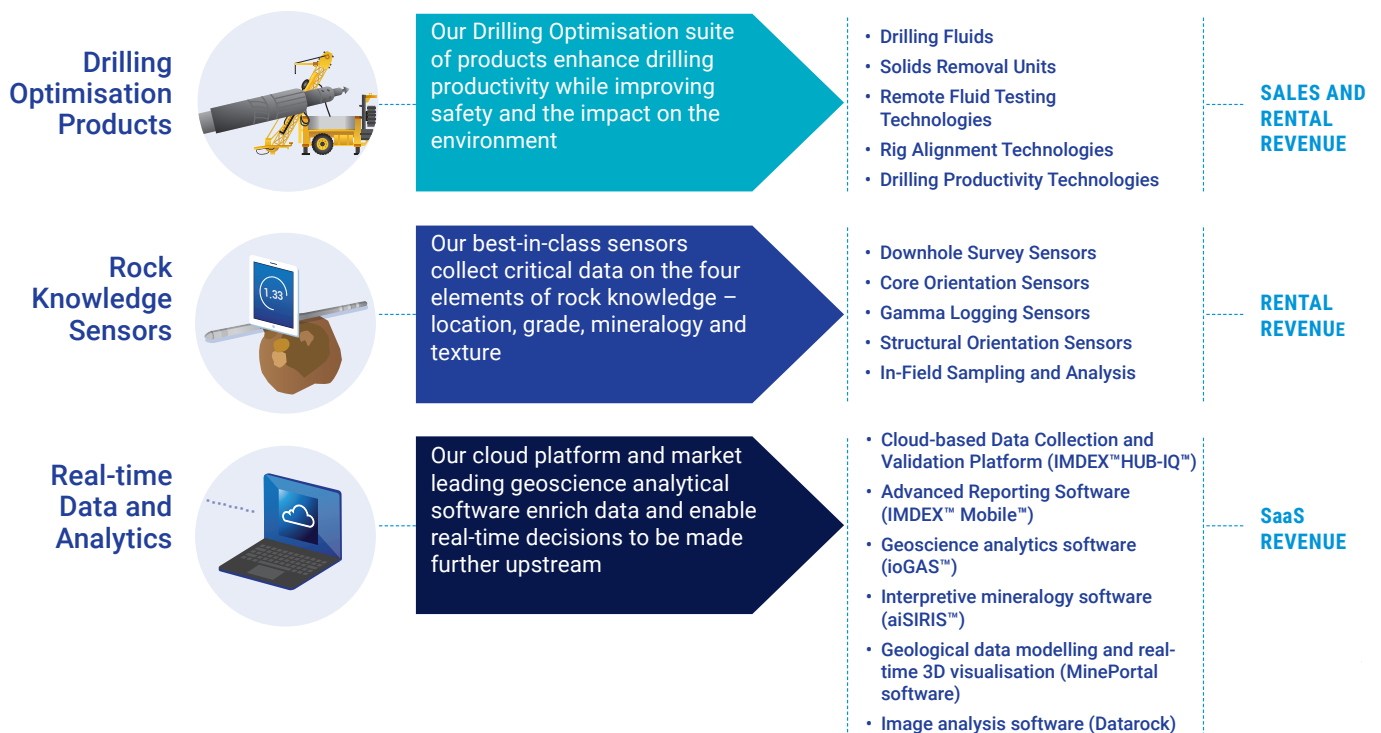 Drilling
Optimisation
Products
Our Drilling Optimisation suite
of products enhance drilling
productivity while improving
safety and the impact on the
environment
• Drilling Fluids
• Solids Removal Units
• Remote Fluid Testing
Technologies
• Rig Alignment Technologies
• Drilling Productivity Technologies
SALES AND
RENTAL
REVENUE
Rock
Knowledge
Sensors
1.33
Our best-in-class sensors
collect critical data on the four
elements of rock knowledge –
location, grade, mineralogy and
texture
• Downhole Survey Sensors
• Core Orientation Sensors
• Gamma Logging Sensors
• Structural Orientation Sensors
• In-Field Sampling and Analysis
RENTAL
REVENUE
Real-time
Data and
Analytics
Our cloud platform and market
leading geoscience analytical
software enrich data and enable
real-time decisions to be made
further upstream
• Cloud-based Data Collection and
Validation Platform (IMDEX™HUB-IQ™)
• Advanced Reporting Software
(IMDEX™ Mobile™)
• Geoscience analytics software
(ioGAS™)
• Interpretive mineralogy software
(aiSIRIS™)
• Geological data modelling and real-
time 3D visualisation (MinePortal
software)
• Image analysis software (Datarock)
SaaS
REVENUE